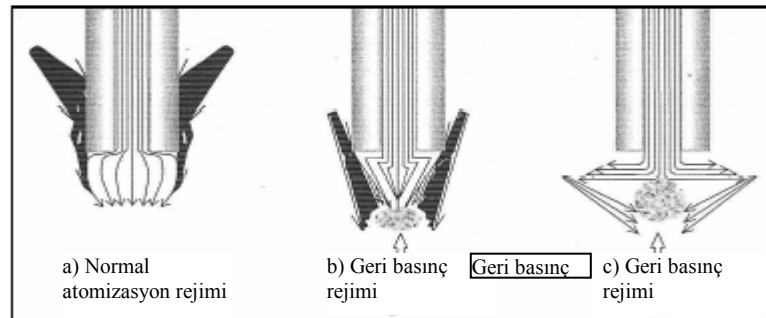 a) Normal
atomizasyon rejimi
b) Geri basınç
rejimi
Geri basınç
c) Geri basınç
rejimi